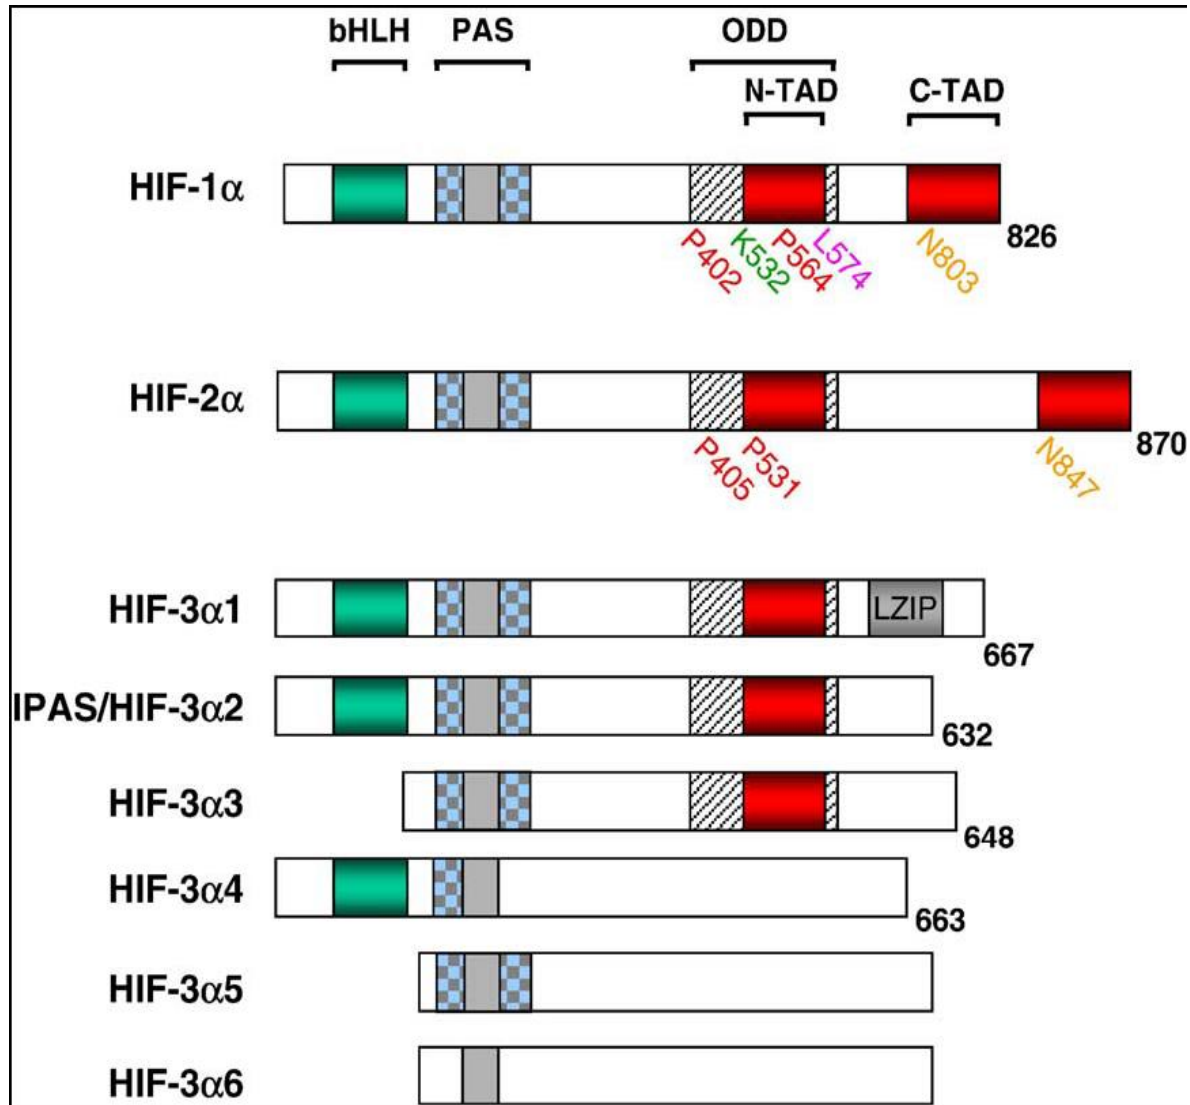 bHLH PAS ODD
N-TAD C-TAD
HIF-1α
826
P402 K532 P564 L574 N803
HIF-2α
870
P405 P531 N847
HIF-3α1
LZIP
667
IPAS/HIF-3α2
632
HIF-3α3
648
HIF-3α4
663
HIF-3α5
HIF-3α6